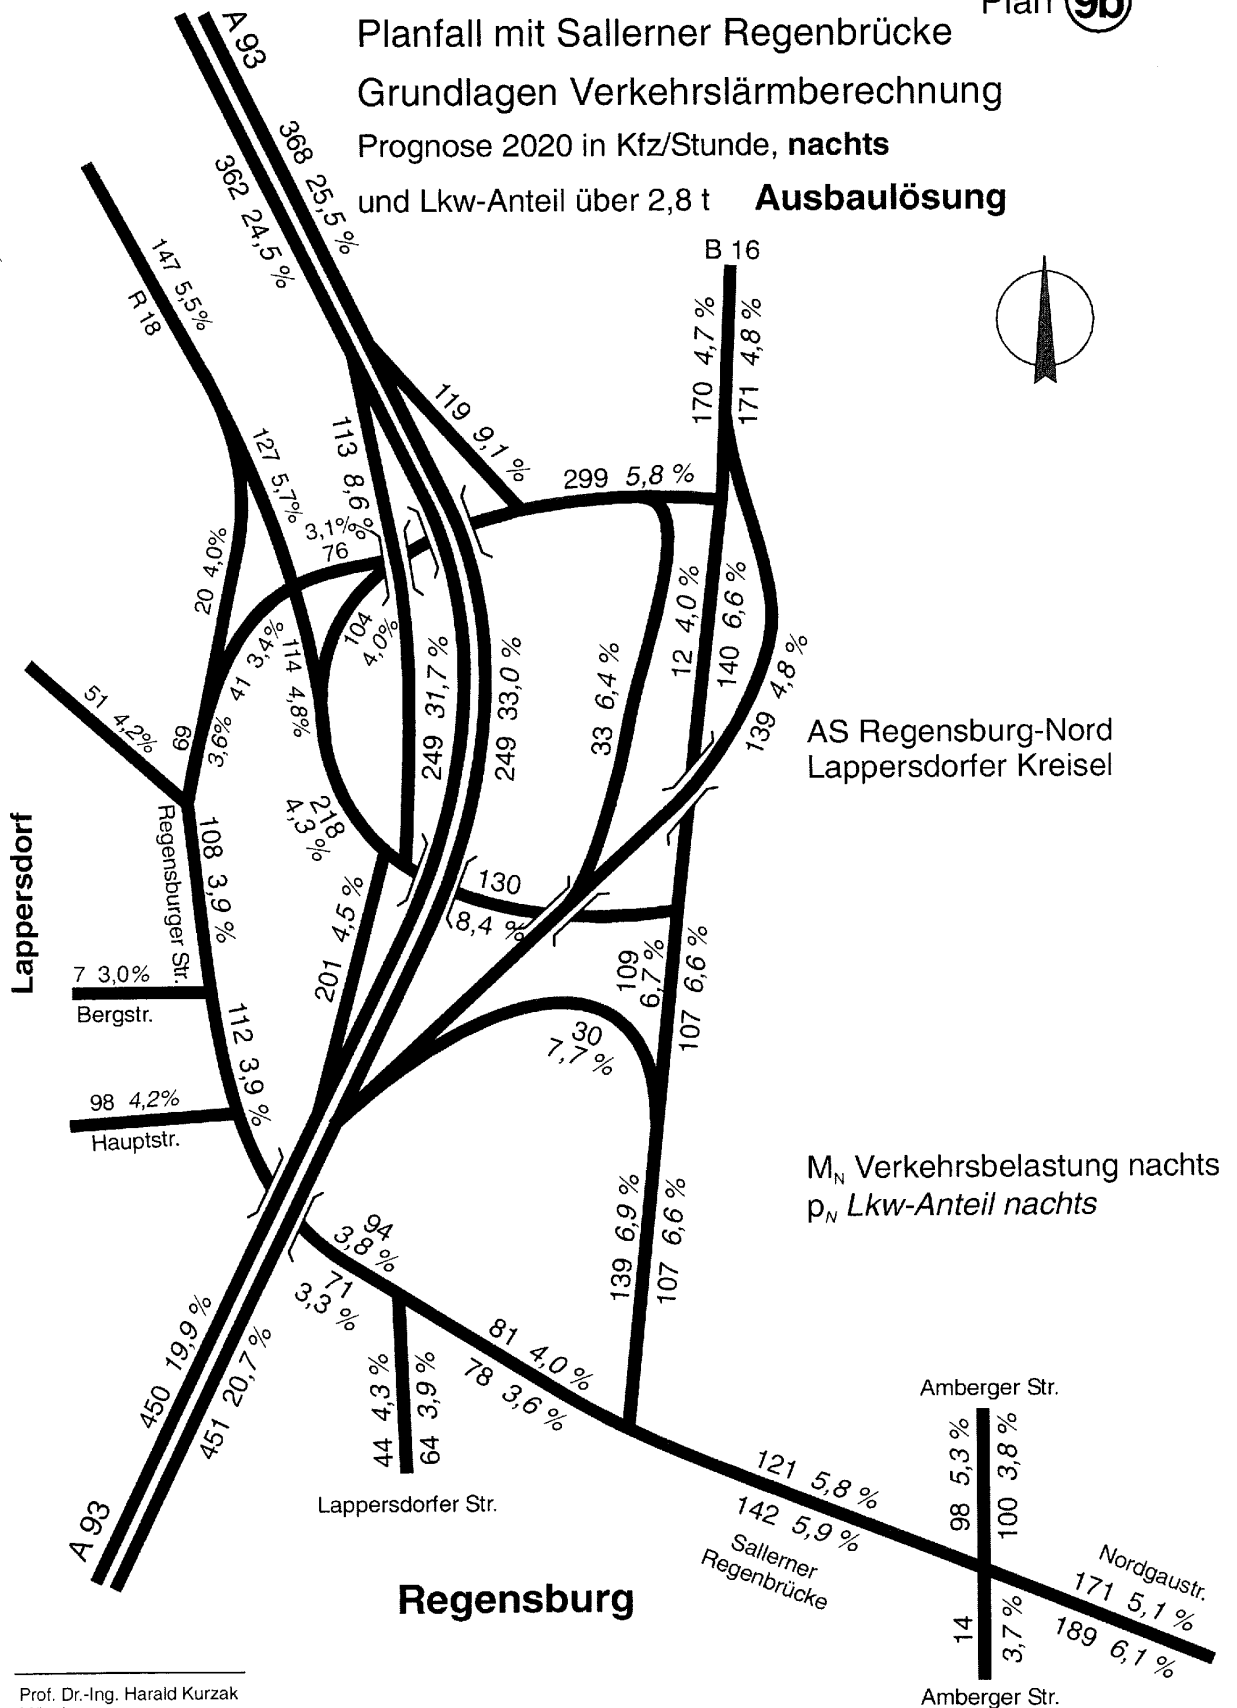 Plan 9b
Planfall mit Sallerner Regenbrücke
Grundlagen Verkehrslärmberechnung
Prognose 2020 in Kfz/Stunde, nachts
und Lkw-Anteil über 2,8 t Ausbaulösung
A 93
368 25,5 %
362 24,5 %
B 16
170 4,7 %
171 4,8 %
147 5,5%
R 18
119 9,1 %
113 8,6 %
127 5,7%
299 5,8 %
3,1%
76
20 4,0%
104
4,0%
41 3,4%
114 4,8%
12 4,0 %
140 6,6 %
139 4,8 %
33 6,4 %
249 31,7 %
249 33,0 %
51 4,2%
69
3,6%
AS Regensburg-Nord
Lappersdorfer Kreisel
218
4,3 %
Lappersdorf
Regensburger Str.
108 3,9 %
130
8,4 %
201 4,5 %
109
6,7 %
107 6,6 %
7 3,0%
Bergstr.
112 3,9 %
30
7,7 %
98 4,2%
Hauptstr.
MN Verkehrsbelastung nachts
pN Lkw-Anteil nachts
94
3,8 %
71
3,3 %
139 6,9 %
107 6,6 %
81 4,0 %
78 3,6 %
450 19,9 %
451 20,7 %
44 4,3 %
64 3,9 %
Lappersdorfer Str.
Amberger Str.
98 5,3 %
100 3,8 %
121 5,8 %
142 5,9 %
Sallerner
Regenbrücke
A 93
Regensburg
Nordgaustr.
171 5,1 %
189 6,1 %
14
3,7 %
Amberger Str.
Prof. Dr.-Ing. Harald Kurzak